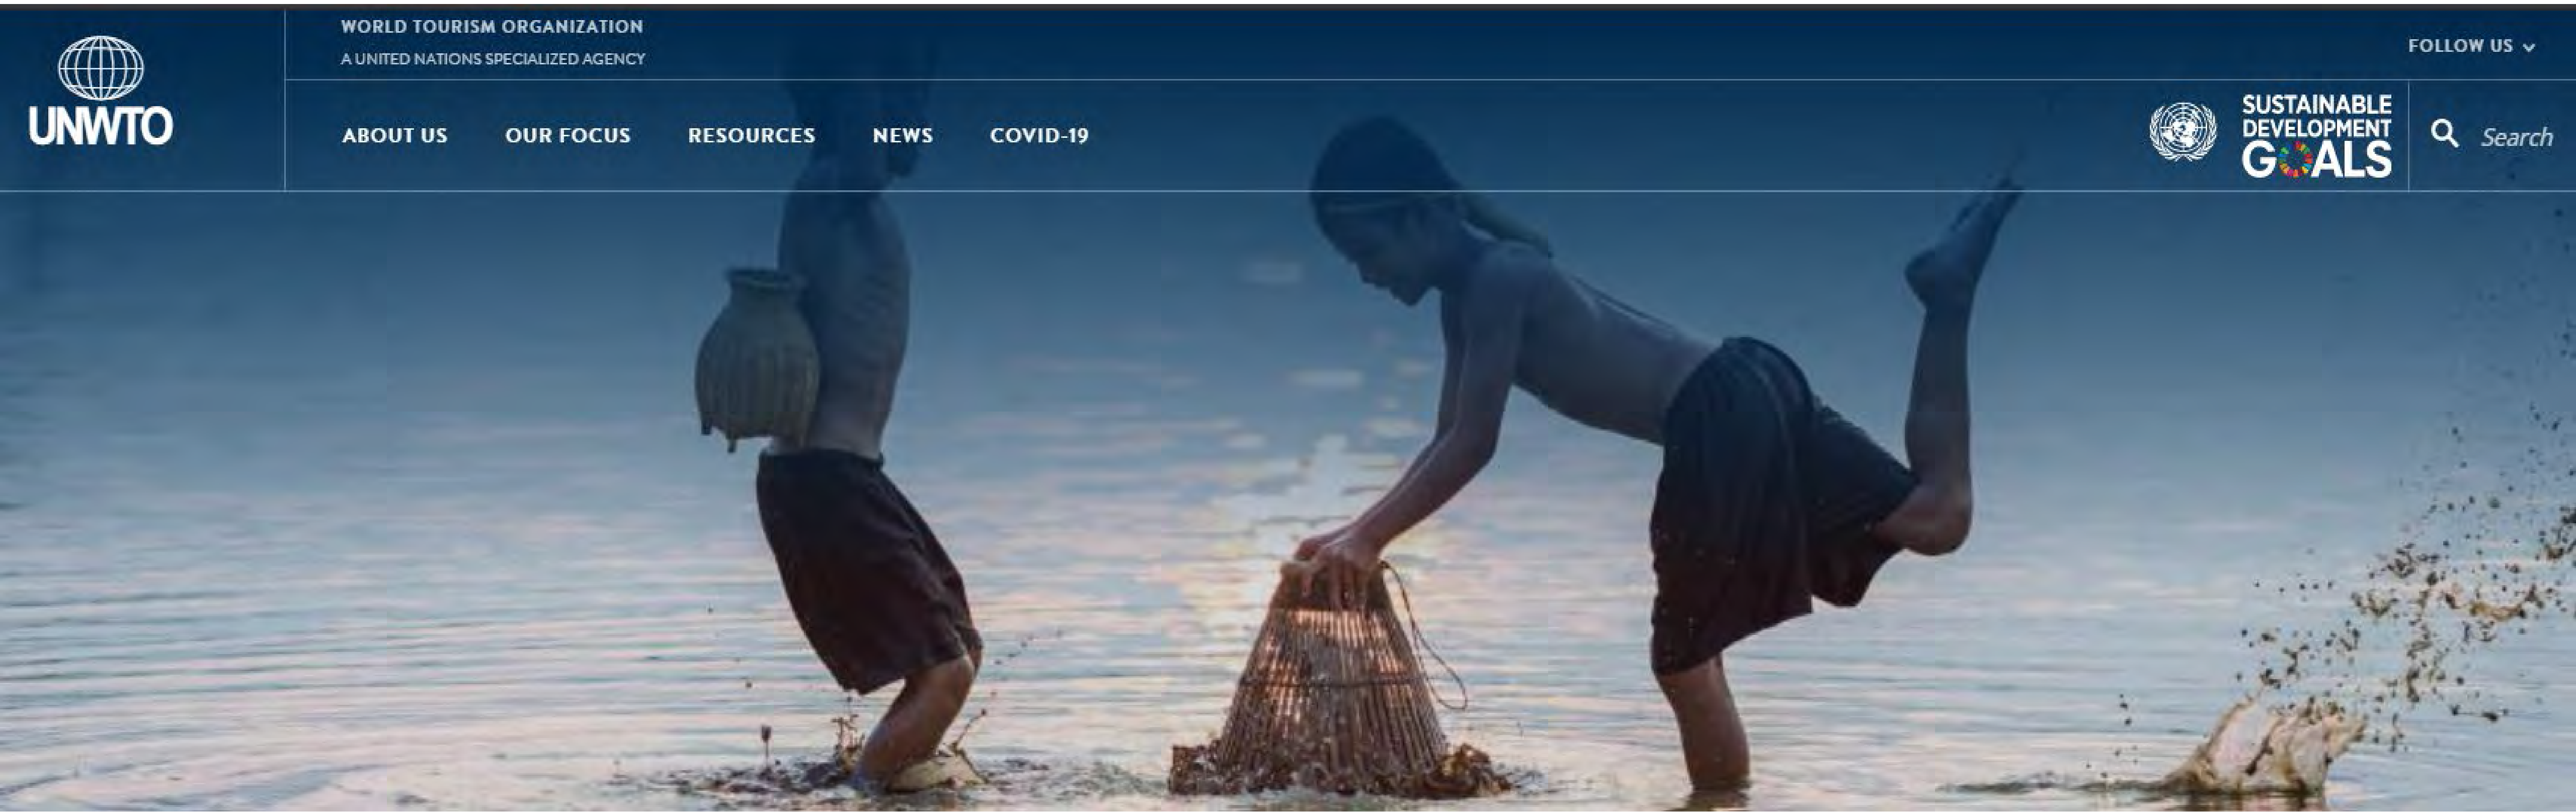 WORLD TOURISM ORGANIZATION
A UNITED NATIONS SPECIALIZED AGENCY
FOLLOW US
UNWTO
ABOUT US OUR FOCUS RESOURCES NEWS COVID-19
SUSTAINABLE
DEVELOPMENT
GOALS
Search